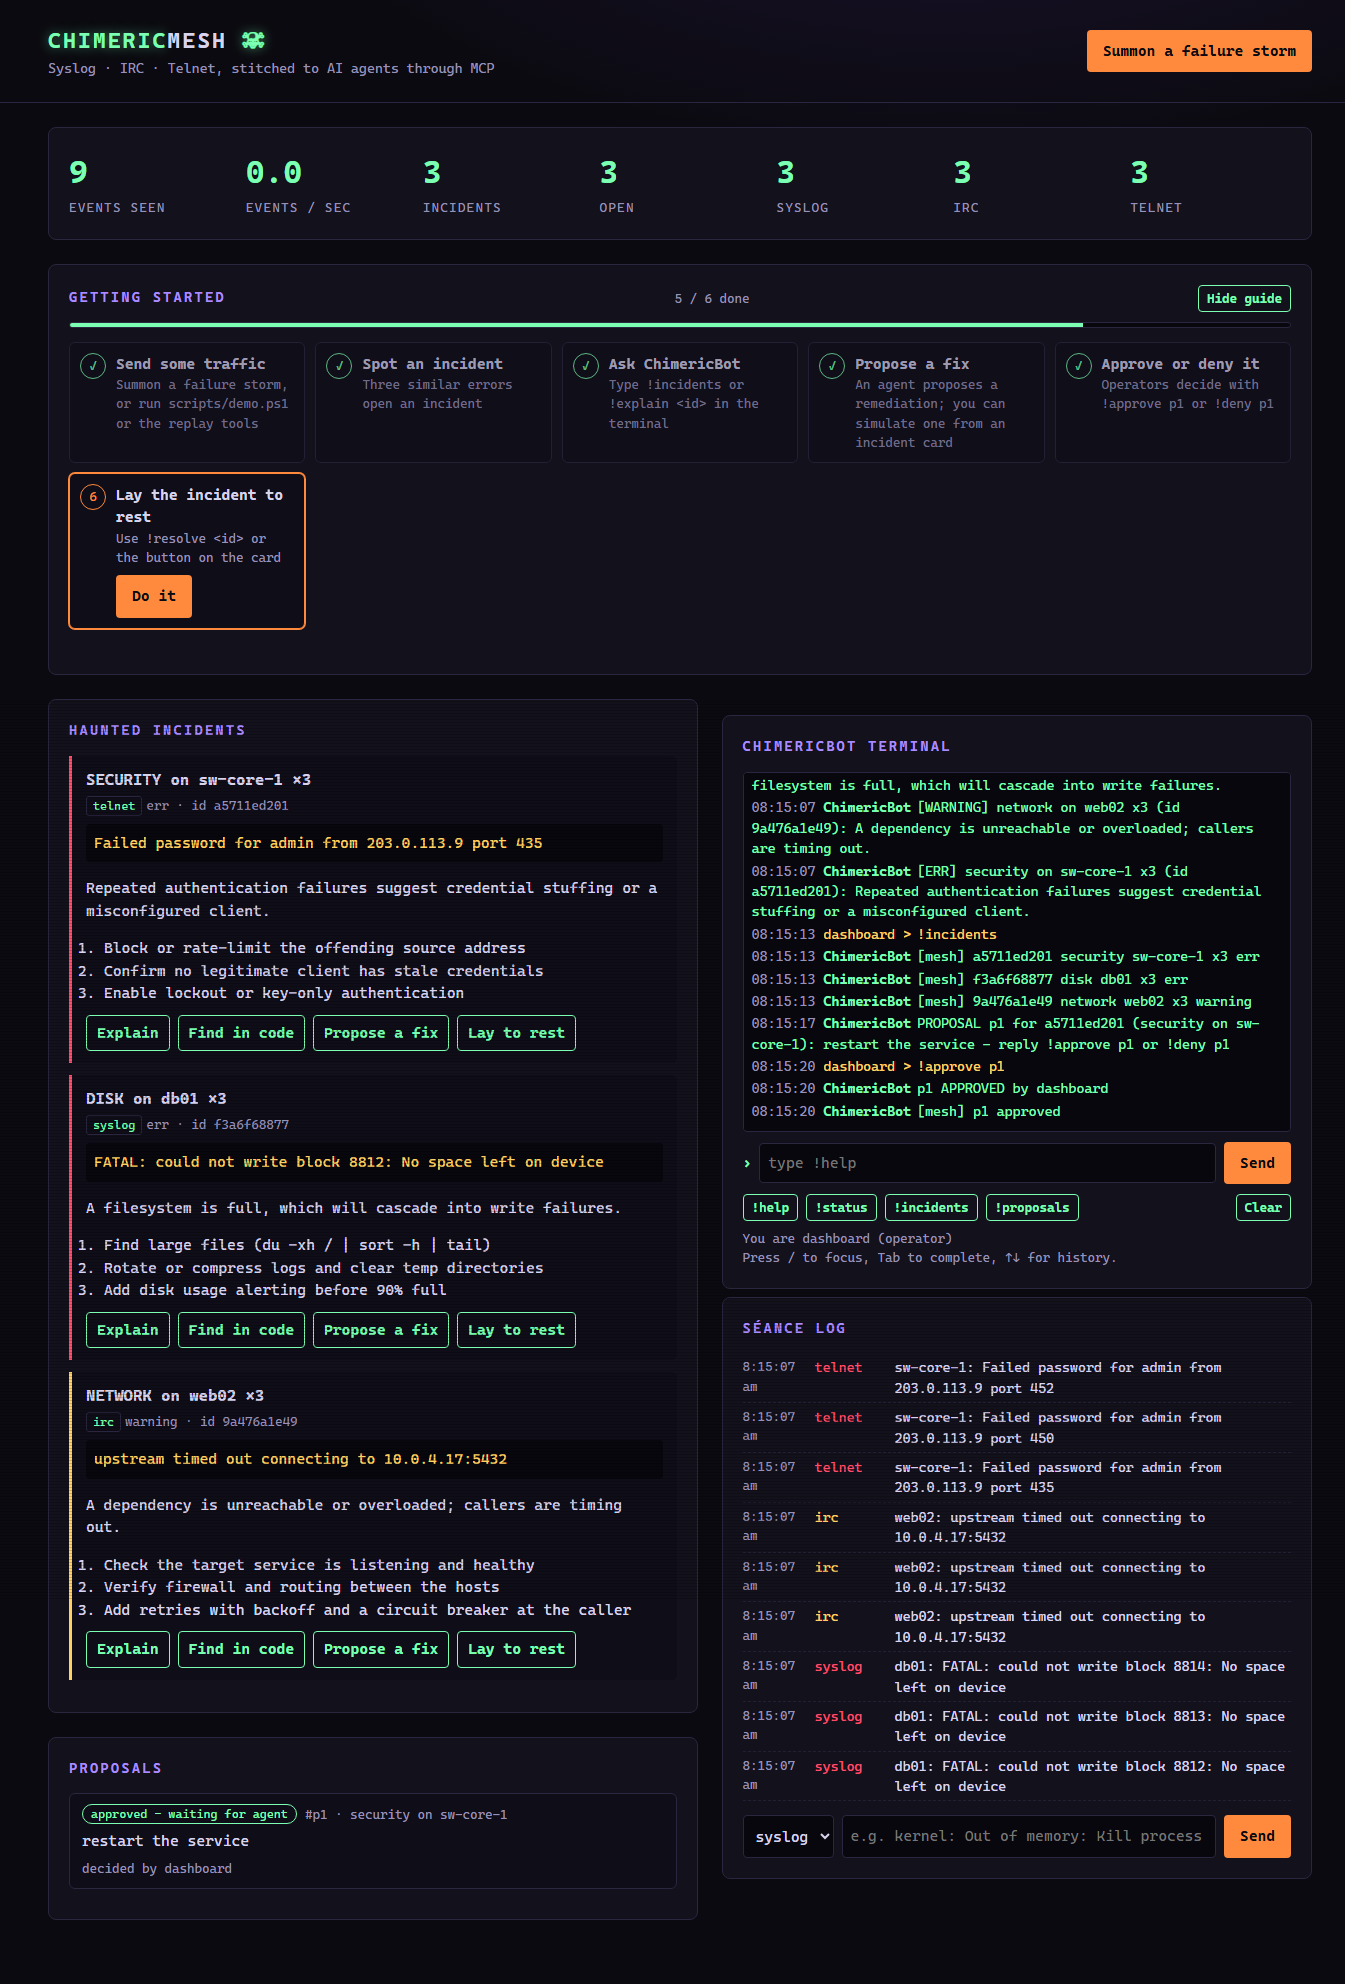 CHIMERICMESH
Syslog · IRC · Telnet, stitched to AI agents through MCP
Summon a failure storm
9
EVENTS SEEN
0.0
EVENTS / SEC
3
INCIDENTS
3
OPEN
3
SYSLOG
3
IRC
3
TELNET
GETTING STARTED
5 / 6 done
Hide guide
✓
Send some traffic
Summon a failure storm,
or run scripts/demo.ps1
or the replay tools
✓
Spot an incident
Three similar errors
open an incident
✓
Ask ChimericBot
Type !incidents or
!explain <id> in the
terminal
✓
Propose a fix
An agent proposes a
remediation; you can
simulate one from an
incident card
✓
Approve or deny it
Operators decide with
!approve p1 or !deny p1
6
Lay the incident to
rest
Use !resolve <id> or
the button on the card
Do it
HAUNTED INCIDENTS
SECURITY on sw-core-1 ×3
telnet err · id a5711ed201
Failed password for admin from 203.0.113.9 port 435
Repeated authentication failures suggest credential stuffing or a
misconfigured client.
1. Block or rate-limit the offending source address
2. Confirm no legitimate client has stale credentials
3. Enable lockout or key-only authentication
Explain Find in code Propose a fix Lay to rest
DISK on db01 ×3
syslog err · id f3a6f68877
FATAL: could not write block 8812: No space left on device
A filesystem is full, which will cascade into write failures.
1. Find large files (du -xh / | sort -h | tail)
2. Rotate or compress logs and clear temp directories
3. Add disk usage alerting before 90% full
Explain Find in code Propose a fix Lay to rest
NETWORK on web02 ×3
irc warning · id 9a476a1e49
upstream timed out connecting to 10.0.4.17:5432
A dependency is unreachable or overloaded; callers are timing
out.
1. Check the target service is listening and healthy
2. Verify firewall and routing between the hosts
3. Add retries with backoff and a circuit breaker at the caller
Explain Find in code Propose a fix Lay to rest
PROPOSALS
approved — waiting for agent #p1 · security on sw-core-1
restart the service
decided by dashboard
CHIMERICBOT TERMINAL
filesystem is full, which will cascade into write failures.
08:15:07 ChimericBot [WARNING] network on web02 x3 (id
9a476a1e49): A dependency is unreachable or overloaded; callers
are timing out.
08:15:07 ChimericBot [ERR] security on sw-core-1 x3 (id
a5711ed201): Repeated authentication failures suggest credential
stuffing or a misconfigured client.
08:15:13 dashboard > !incidents
08:15:13 ChimericBot [mesh] a5711ed201 security sw-core-1 x3 err
08:15:13 ChimericBot [mesh] f3a6f68877 disk db01 x3 err
08:15:13 ChimericBot [mesh] 9a476a1e49 network web02 x3 warning
08:15:17 ChimericBot PROPOSAL p1 for a5711ed201 (security on sw-
core-1): restart the service — reply !approve p1 or !deny p1
08:15:20 dashboard > !approve p1
08:15:20 ChimericBot p1 APPROVED by dashboard
08:15:20 ChimericBot [mesh] p1 approved
› type !help Send
!help !status !incidents !proposals Clear
You are dashboard (operator)
Press / to focus, Tab to complete, ↑↓ for history.
SÉANCE LOG
8:15:07 telnet sw-core-1: Failed password for admin from
am 203.0.113.9 port 452
8:15:07 telnet sw-core-1: Failed password for admin from
am 203.0.113.9 port 450
8:15:07 telnet sw-core-1: Failed password for admin from
am 203.0.113.9 port 435
8:15:07 irc web02: upstream timed out connecting to
am 10.0.4.17:5432
8:15:07 irc web02: upstream timed out connecting to
am 10.0.4.17:5432
8:15:07 irc web02: upstream timed out connecting to
am 10.0.4.17:5432
8:15:07 syslog db01: FATAL: could not write block 8814: No space
am left on device
8:15:07 syslog db01: FATAL: could not write block 8813: No space
am left on device
8:15:07 syslog db01: FATAL: could not write block 8812: No space
am left on device
syslog e.g. kernel: Out of memory: Kill process Send